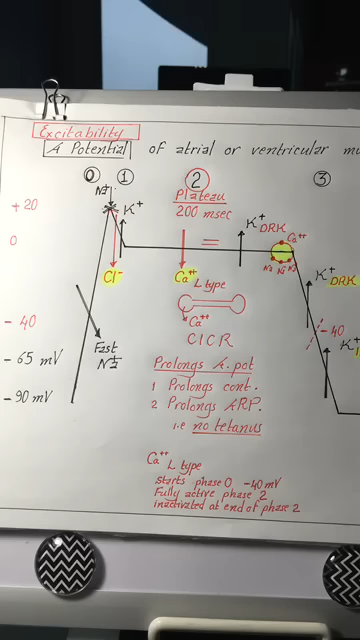 Excitability
A Potential of atrial or ventricular mu
0 1 2 3
Na+ K+ Plateau
200 msec
+20
0
K+ DRK
Ca++
=
Na+ Na+ Na+
Cl- Ca++
L type
K+ DRK
Ca++
CICR
- 40
-40
Fast
Na+
K+
- 65 mV
- 90 mV
Prolongs A. pot
1 Prolongs cont.
2 Prolongs ARP.
i.e no tetanus
Ca++
L type
Starts phase 0 -40 mV
Fully active phase 2
inactivated at end of phase 2